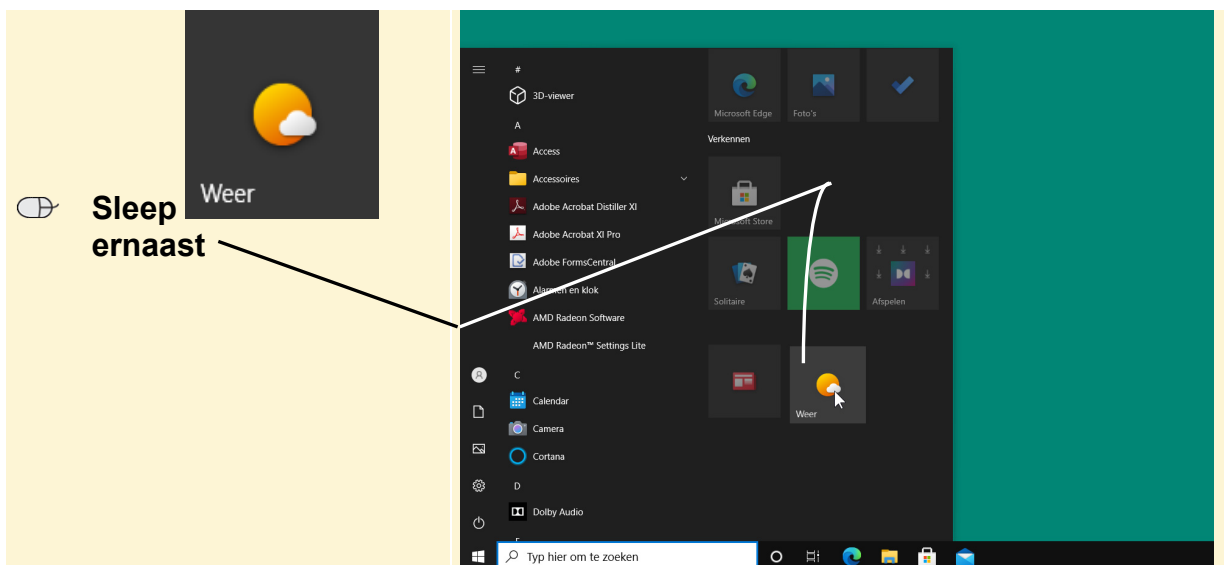 Weer
Sleep
ernaast
#
3D-viewer
A
Access
Accessoires
Adobe Acrobat Distiller XI
Adobe Acrobat XI Pro
Adobe FormsCentral
Alarmen en klok
AMD Radeon Software
AMD Radeon™ Settings Lite
C
Calendar
Camera
Cortana
D
Dolby Audio
Microsoft Edge
Foto's
Verkennen
Microsoft Store
Solitaire
Afspelen
Weer
Typ hier om te zoeken